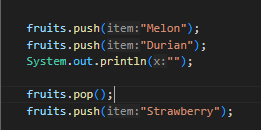 fruits.push(item:"Melon");
fruits.push(item:"Durian");
System.out.println(x:"");
fruits.pop();
fruits.push(item:"Strawberry");